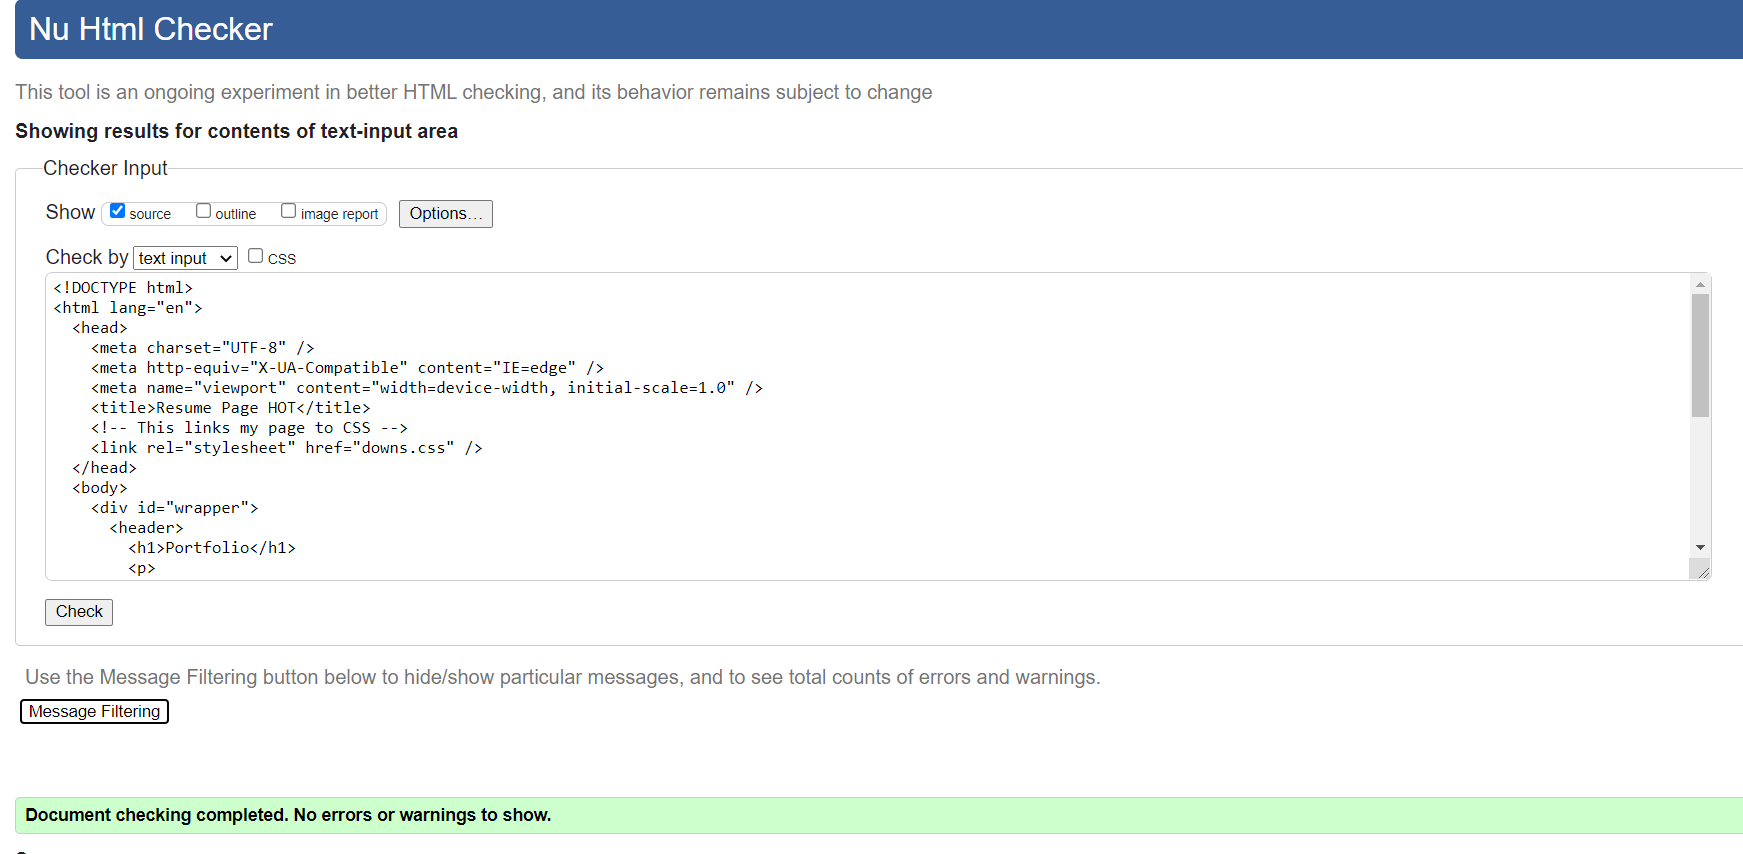 Nu Html Checker
This tool is an ongoing experiment in better HTML checking, and its behavior remains subject to change
Showing results for contents of text-input area
Checker Input
Show source outline image report Options...
Check by text input CSS
<!DOCTYPE html>
<html lang="en">
  <head>
    <meta charset="UTF-8" />
    <meta http-equiv="X-UA-Compatible" content="IE=edge" />
    <meta name="viewport" content="width=device-width, initial-scale=1.0" />
    <title>Resume Page HOT</title>
    <!-- This links my page to CSS -->
    <link rel="stylesheet" href="downs.css" />
  </head>
  <body>
    <div id="wrapper">
      <header>
        <h1>Portfolio</h1>
        <p>
Check
Use the Message Filtering button below to hide/show particular messages, and to see total counts of errors and warnings.
Message Filtering
Document checking completed. No errors or warnings to show.